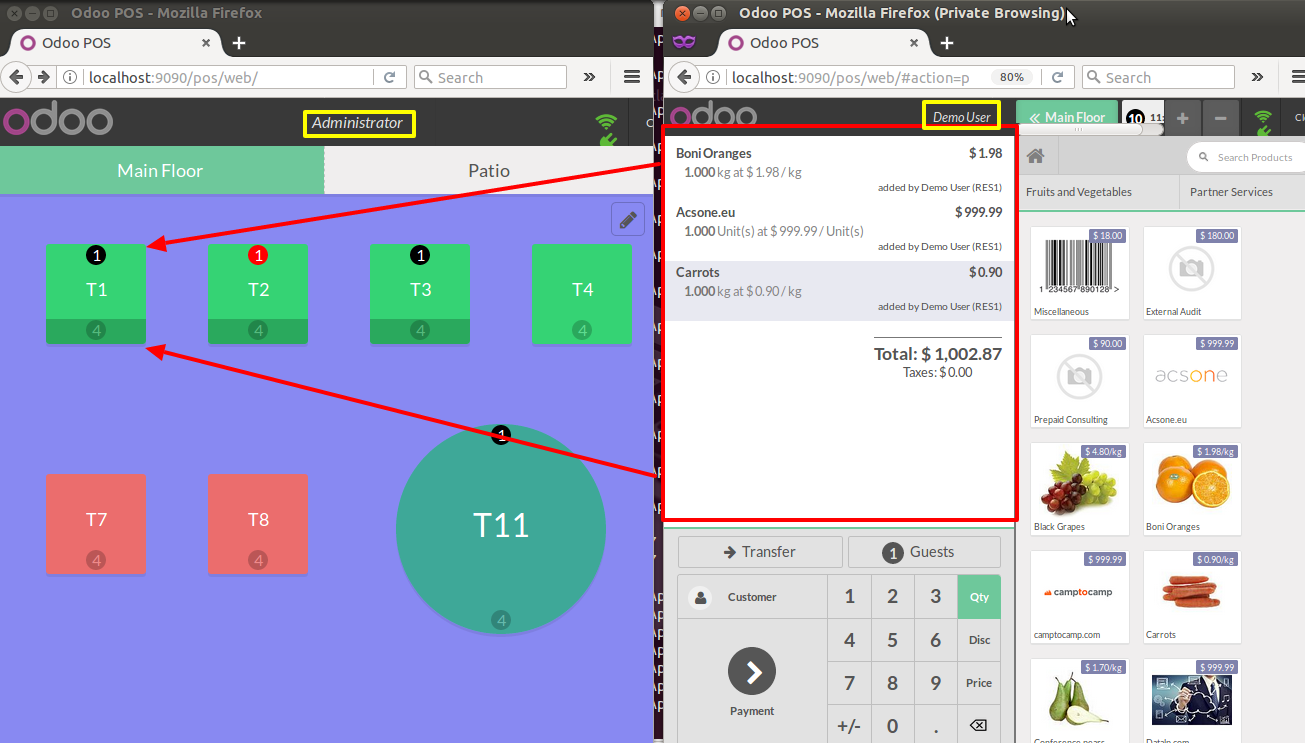 Odoo POS - Mozilla Firefox
Odoo POS
localhost:9090/pos/web/
Search
odoo
Administrator
Main Floor
Patio
1
T1
4
1
T2
4
1
T3
4
T4
4
T7
4
T8
4
1
T11
4
Odoo POS - Mozilla Firefox (Private Browsing)
Odoo POS
localhost:9090/pos/web/#action=p
80%
Search
odoo
Demo User
Main Floor
10
11:
+
−
Boni Oranges $ 1.98
1.000 kg at $ 1.98 / kg
added by Demo User (RES1)
Acsone.eu $ 999.99
1.000 Unit(s) at $ 999.99 / Unit(s)
added by Demo User (RES1)
Carrots $ 0.90
1.000 kg at $ 0.90 / kg
added by Demo User (RES1)
Total: $ 1,002.87
Taxes: $ 0.00
Transfer
1 Guests
Customer
Payment
1 2 3 Qty
4 5 6 Disc
7 8 9 Price
+/- 0 .
Search Products
Fruits and Vegetables
Partner Services
$ 18.00
1 234567 890128 >
Miscellaneous
$ 180.00
External Audit
$ 90.00
Prepaid Consulting
$ 999.99
acsone
Acsone.eu
$ 4.80/kg
Black Grapes
$ 1.98/kg
Boni Oranges
$ 999.99
camptocamp
camptocamp.com
$ 0.90/kg
Carrots
$ 1.70/kg
Conference pears
$ 999.99